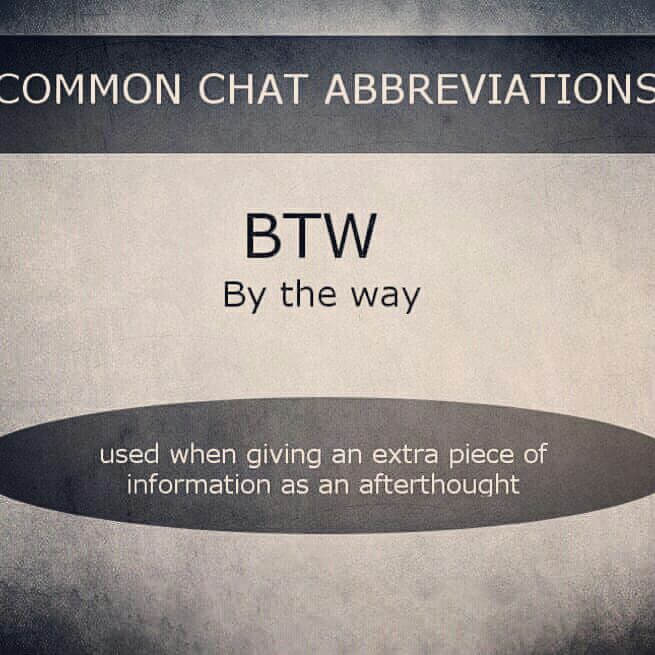 COMMON CHAT ABBREVIATIONS
BTW
By the way
used when giving an extra piece of
information as an afterthought